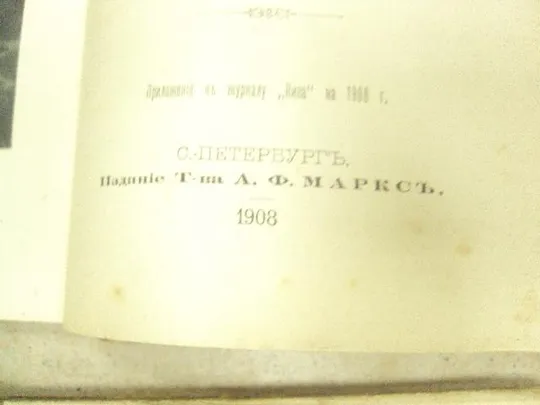 Приложеніе къ журналу „Нива“ на 1908 г.
С.-ПЕТЕРБУРГЪ.
Изданіе Т-ва А. Ф. МАРКСЪ.
1908